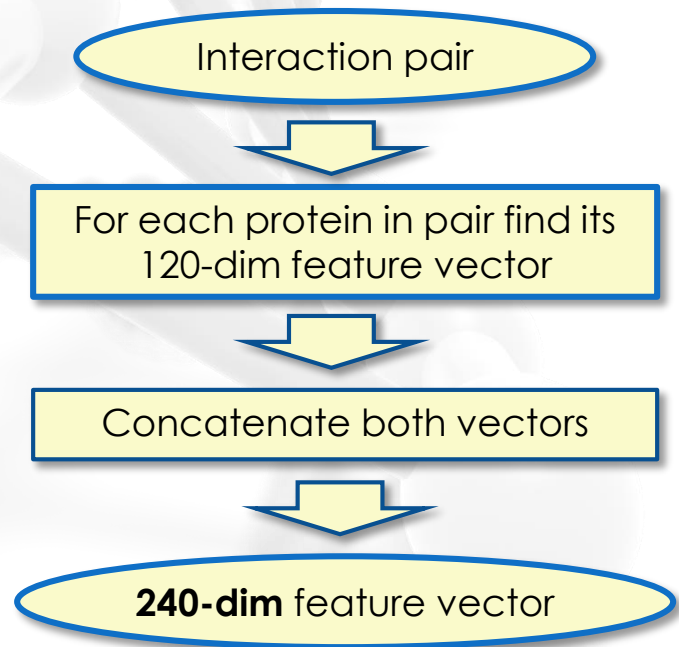 Interaction pair
For each protein in pair find its
120-dim feature vector
Concatenate both vectors
240-dim feature vector